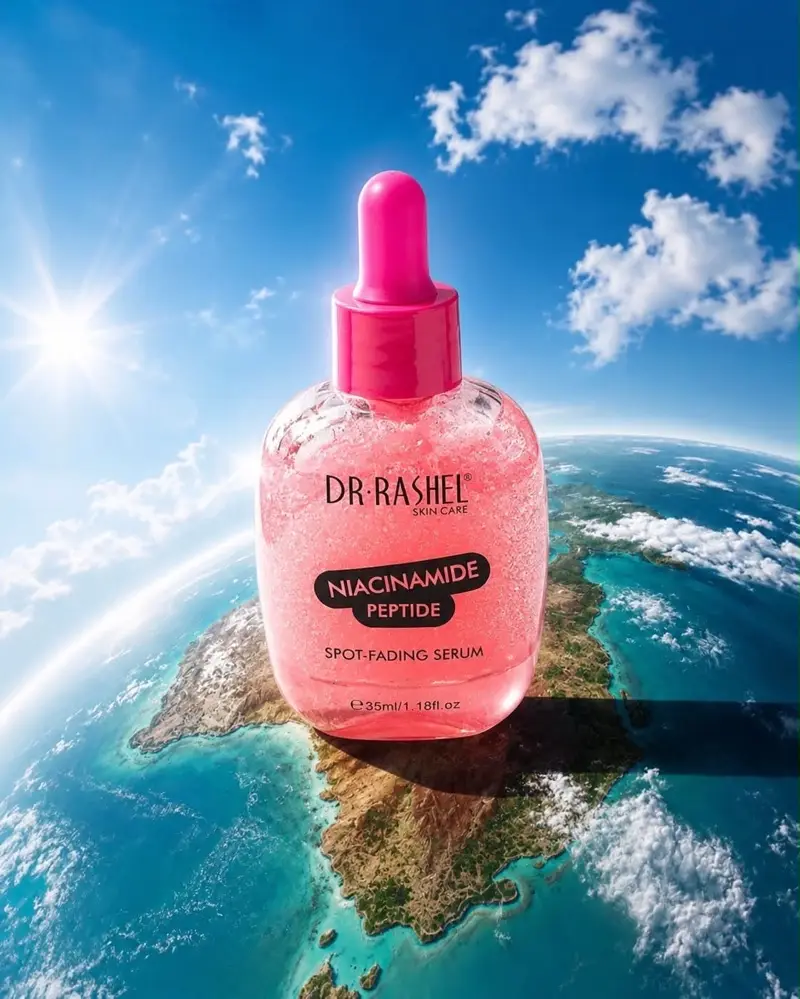 DR·RASHEL®
SKIN CARE
NIACINAMIDE
PEPTIDE
SPOT-FADING SERUM
℮35ml/1.18fl.oz